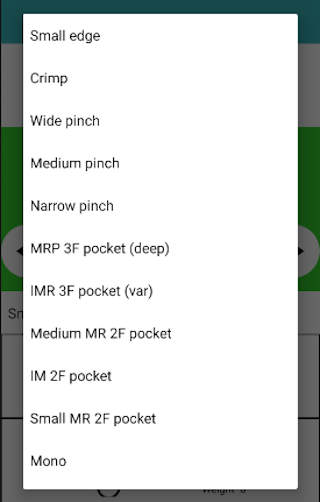 Small edge
Crimp
Wide pinch
Medium pinch
Narrow pinch
MRP 3F pocket (deep)
IMR 3F pocket (var)
Sm
Medium MR 2F pocket
IM 2F pocket
Small MR 2F pocket
Mono